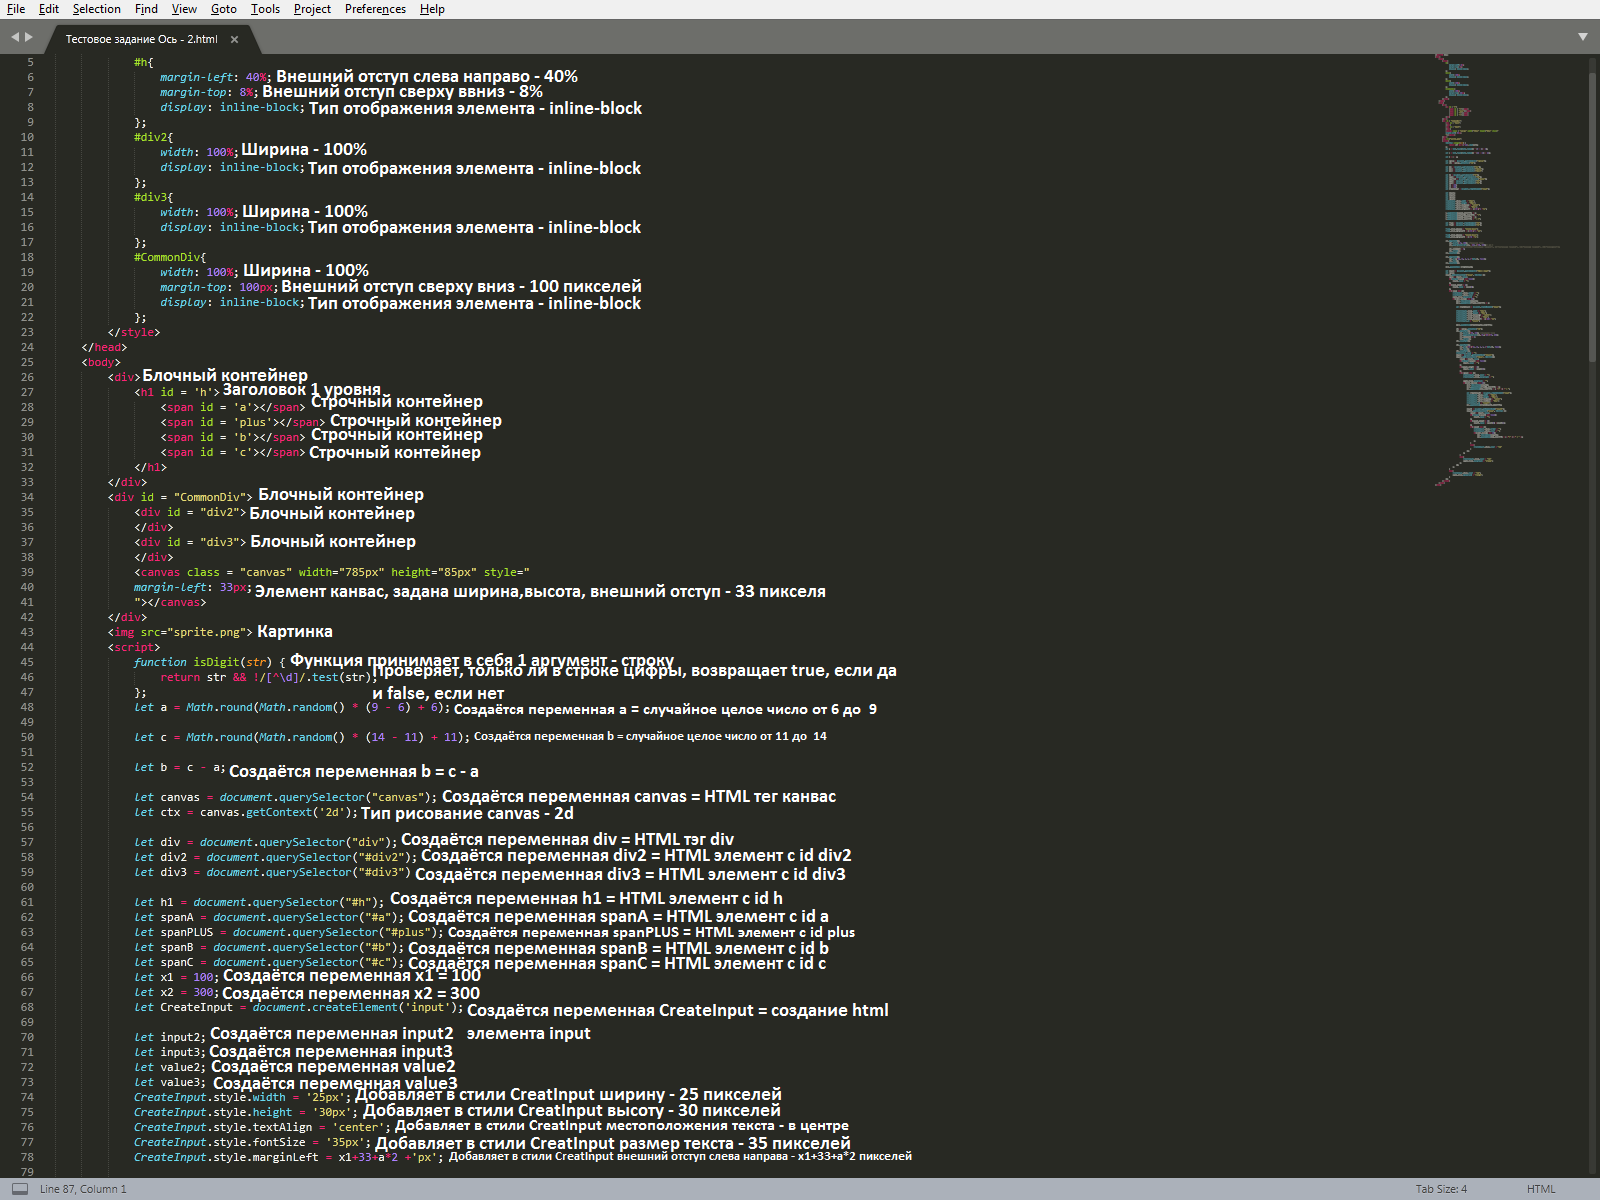 File Edit Selection Find View Goto Tools Project Preferences Help
Тестовое задание Ось - 2.html ×
5 #h{
6 margin-left: 40%; Внешний отступ слева направо - 40%
7 margin-top: 8%; Внешний отступ сверху ввниз - 8%
8 display: inline-block; Тип отображения элемента - inline-block
9 };
10 #div2{
11 width: 100%; Ширина - 100%
12 display: inline-block; Тип отображения элемента - inline-block
13 };
14 #div3{
15 width: 100%; Ширина - 100%
16 display: inline-block; Тип отображения элемента - inline-block
17 };
18 #CommonDiv{
19 width: 100%; Ширина - 100%
20 margin-top: 100px; Внешний отступ сверху вниз - 100 пикселей
21 display: inline-block; Тип отображения элемента - inline-block
22 };
23 </style>
24 </head>
25 <body>
26 <div> Блочный контейнер
27 <h1 id = 'h'> Заголовок 1 уровня
28 <span id = 'a'></span> Строчный контейнер
29 <span id = 'plus'></span> Строчный контейнер
30 <span id = 'b'></span> Строчный контейнер
31 <span id = 'c'></span> Строчный контейнер
32 </h1>
33 </div>
34 <div id = "CommonDiv"> Блочный контейнер
35 <div id = "div2"> Блочный контейнер
36 </div>
37 <div id = "div3"> Блочный контейнер
38 </div>
39 <canvas class = "canvas" width="785px" height="85px" style="
40 margin-left: 33px; Элемент канвас, задана ширина,высота, внешний отступ - 33 пикселя
41 "></canvas>
42 </div>
43 <img src="sprite.png"> Картинка
44 <script>
45 function isDigit(str) { Функция принимает в себя 1 аргумент - строку
46 return str && !/[^\d]/.test(str); Проверяет, только ли в строке цифры, возвращает true, если да
47 }; и false, если нет
48 let a = Math.round(Math.random() * (9 - 6) + 6); Создаётся переменная a = случайное целое число от 6 до 9
49
50 let c = Math.round(Math.random() * (14 - 11) + 11); Создаётся переменная b = случайное целое число от 11 до 14
51
52 let b = c - a; Создаётся переменная b = c - a
53
54 let canvas = document.querySelector("canvas"); Создаётся переменная canvas = HTML тег канвас
55 let ctx = canvas.getContext('2d'); Тип рисование canvas - 2d
56
57 let div = document.querySelector("div"); Создаётся переменная div = HTML тэг div
58 let div2 = document.querySelector("#div2"); Создаётся переменная div2 = HTML элемент с id div2
59 let div3 = document.querySelector("#div3") Создаётся переменная div3 = HTML элемент с id div3
60
61 let h1 = document.querySelector("#h"); Создаётся переменная h1 = HTML элемент с id h
62 let spanA = document.querySelector("#a"); Создаётся переменная spanA = HTML элемент с id a
63 let spanPLUS = document.querySelector("#plus"); Создаётся переменная spanPLUS = HTML элемент с id plus
64 let spanB = document.querySelector("#b"); Создаётся переменная spanB = HTML элемент с id b
65 let spanC = document.querySelector("#c"); Создаётся переменная spanC = HTML элемент с id c
66 let x1 = 100; Создаётся переменная x1 = 100
67 let x2 = 300; Создаётся переменная x2 = 300
68 let CreateInput = document.createElement('input'); Создаётся переменная CreateInput = создание html
69
70 let input2; Создаётся переменная input2 элемента input
71 let input3; Создаётся переменная input3
72 let value2; Создаётся переменная value2
73 let value3; Создаётся переменная value3
74 CreateInput.style.width = '25px'; Добавляет в стили CreatInput ширину - 25 пикселей
75 CreateInput.style.height = '30px'; Добавляет в стили CreatInput высоту - 30 пикселей
76 CreateInput.style.textAlign = 'center'; Добавляет в стили CreatInput местоположения текста - в центре
77 CreateInput.style.fontSize = '35px'; Добавляет в стили CreatInput размер текста - 35 пикселей
78 CreateInput.style.marginLeft = x1+33+a*2 +'px'; Добавляет в стили CreatInput внешний отступ слева направа - x1+33+a*2 пикселей
79
Line 87, Column 1 Tab Size: 4 HTML